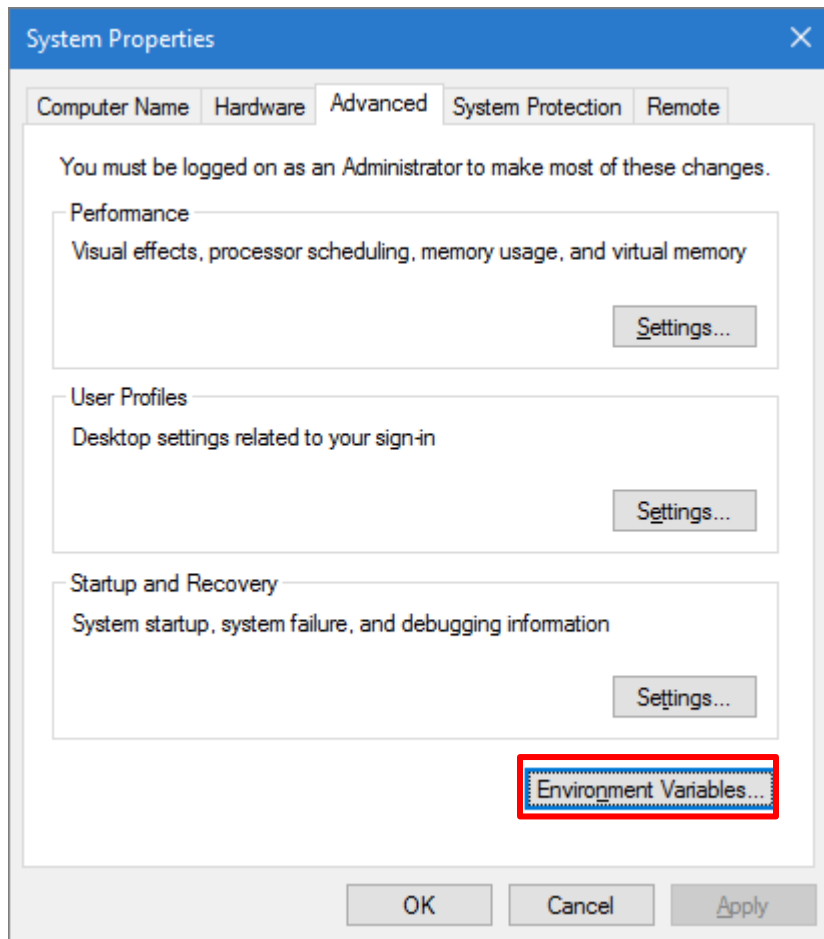 System Properties
Computer Name Hardware Advanced System Protection Remote
You must be logged on as an Administrator to make most of these changes.
Performance
Visual effects, processor scheduling, memory usage, and virtual memory
Settings...
User Profiles
Desktop settings related to your sign-in
Settings...
Startup and Recovery
System startup, system failure, and debugging information
Settings...
Environment Variables...
OK Cancel Apply